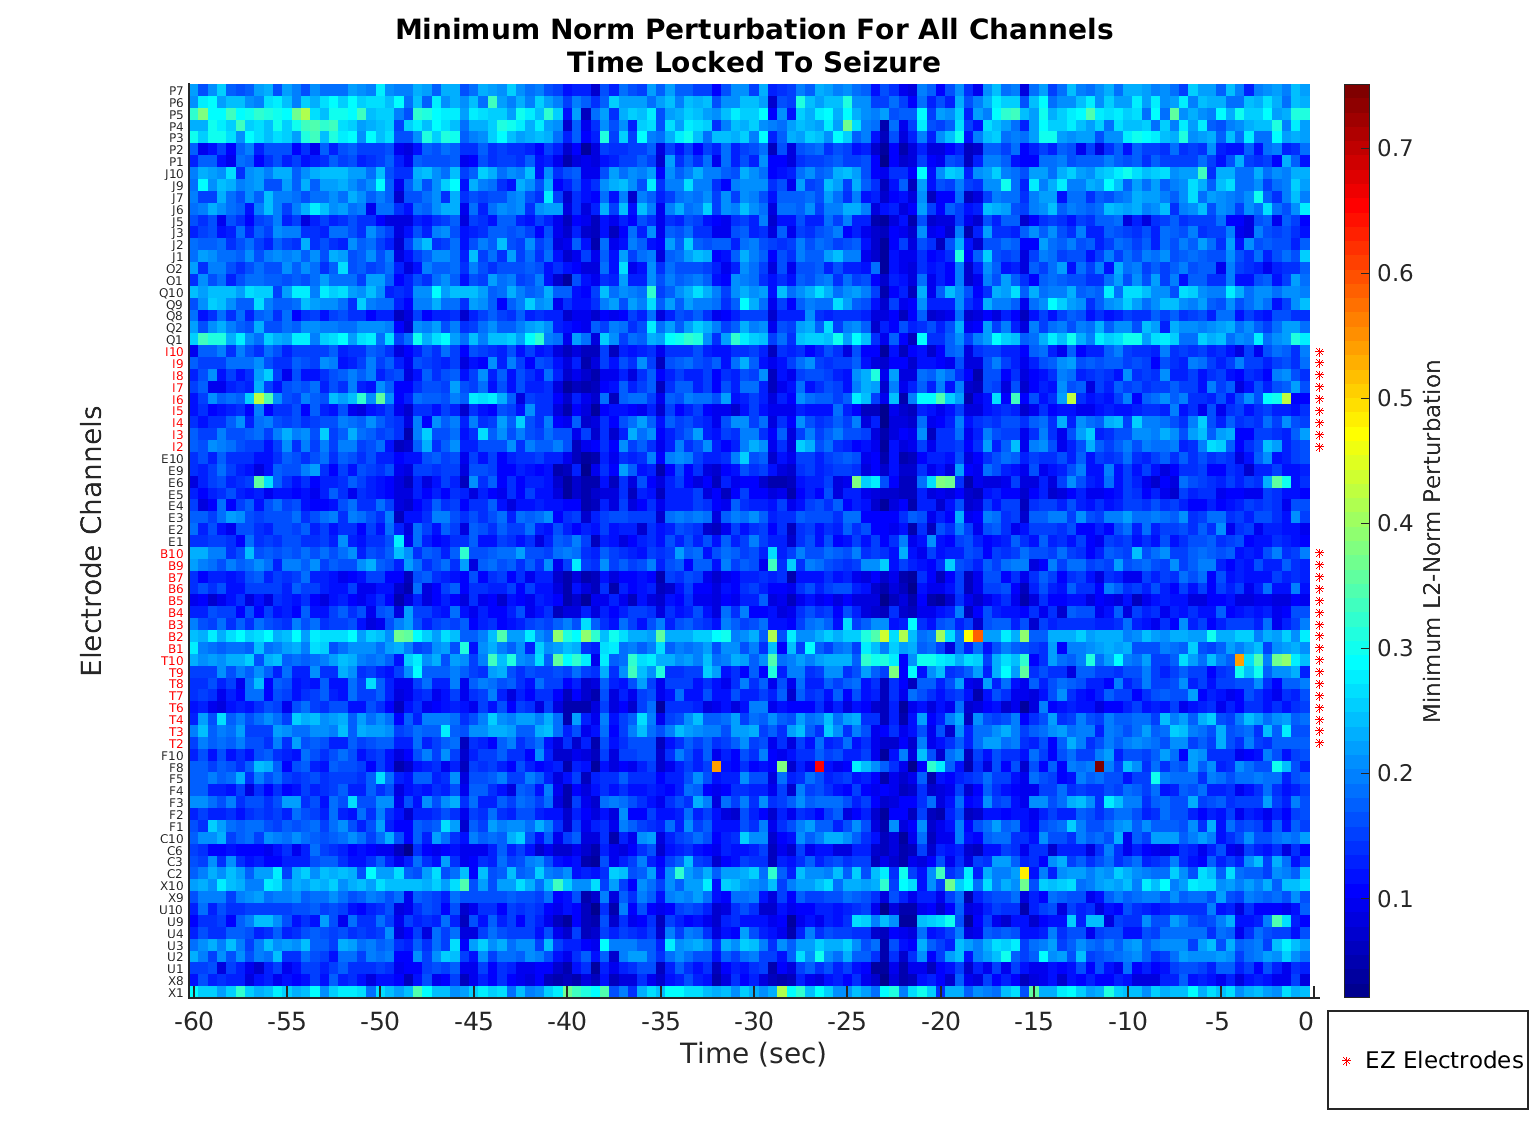 Minimum Norm Perturbation For All Channels
Time Locked To Seizure
Electrode Channels
P7
P6
P5
P4
P3
P2
P1
J10
J9
J7
J6
J5
J3
J2
J1
O2
O1
Q10
Q9
Q8
Q2
Q1
I10
I9
I8
I7
I6
I5
I4
I3
I2
E10
E9
E6
E5
E4
E3
E2
E1
B10
B9
B7
B6
B5
B4
B3
B2
B1
T10
T9
T8
T7
T6
T4
T3
T2
F10
F8
F5
F4
F3
F2
F1
C10
C6
C3
C2
X10
X9
U10
U9
U4
U3
U2
U1
X8
X1
-60 -55 -50 -45 -40 -35 -30 -25 -20 -15 -10 -5 0
Time (sec)
0.7
0.6
0.5
0.4
0.3
0.2
0.1
Minimum L2-Norm Perturbation
EZ Electrodes